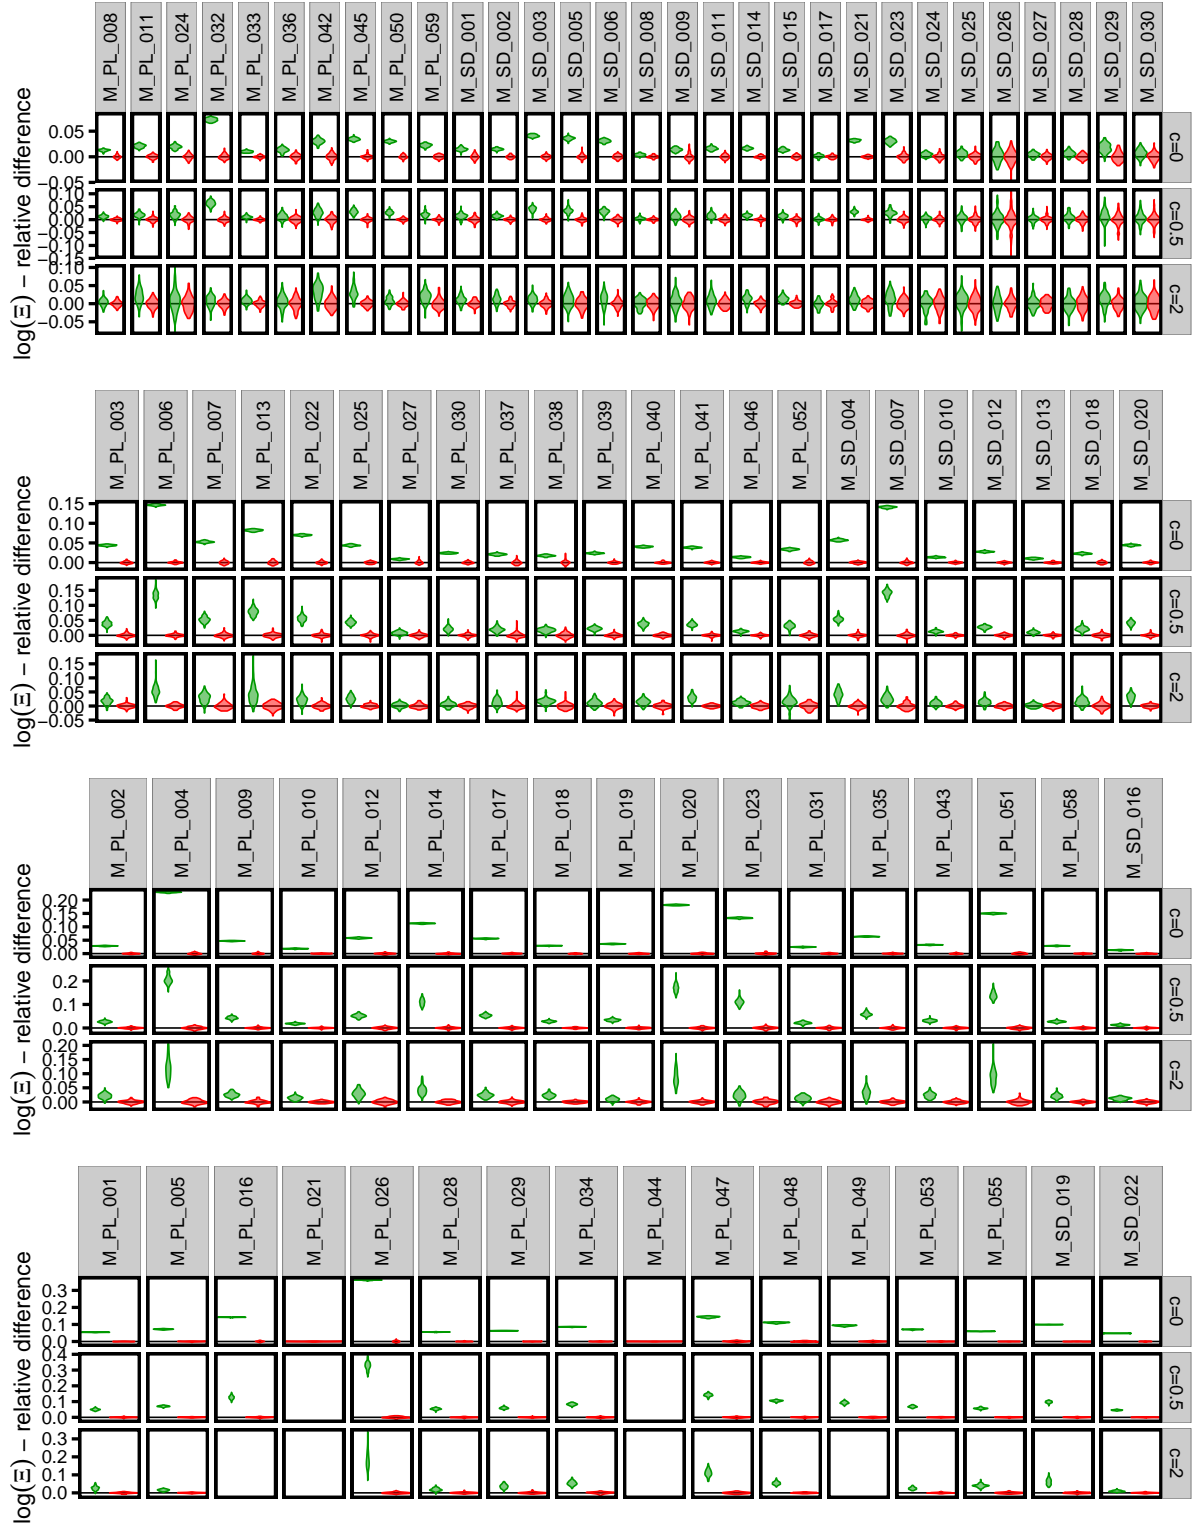 M_PL_008 M_PL_011 M_PL_024 M_PL_032 M_PL_033 M_PL_036 M_PL_042 M_PL_045 M_PL_050 M_PL_059 M_SD_001 M_SD_002 M_SD_003 M_SD_005 M_SD_006 M_SD_008 M_SD_009 M_SD_011 M_SD_014 M_SD_015 M_SD_017 M_SD_021 M_SD_023 M_SD_024 M_SD_025 M_SD_026 M_SD_027 M_SD_028 M_SD_029 M_SD_030
log(Ξ) − relative difference
0.05
0.00
−0.05
c=0
0.10
0.05
0.00
−0.05
−0.10
−0.15
c=0.5
0.10
0.05
0.00
−0.05
c=2
M_PL_003 M_PL_006 M_PL_007 M_PL_013 M_PL_022 M_PL_025 M_PL_027 M_PL_030 M_PL_037 M_PL_038 M_PL_039 M_PL_040 M_PL_041 M_PL_046 M_PL_052 M_SD_004 M_SD_007 M_SD_010 M_SD_012 M_SD_013 M_SD_018 M_SD_020
log(Ξ) − relative difference
0.15
0.10
0.05
0.00
c=0
0.15
0.10
0.05
0.00
c=0.5
0.15
0.10
0.05
0.00
−0.05
c=2
M_PL_002 M_PL_004 M_PL_009 M_PL_010 M_PL_012 M_PL_014 M_PL_017 M_PL_018 M_PL_019 M_PL_020 M_PL_023 M_PL_031 M_PL_035 M_PL_043 M_PL_051 M_PL_058 M_SD_016
log(Ξ) − relative difference
0.20
0.15
0.10
0.05
0.00
c=0
0.2
0.1
0.0
c=0.5
0.20
0.15
0.10
0.05
0.00
c=2
M_PL_001 M_PL_005 M_PL_016 M_PL_021 M_PL_026 M_PL_028 M_PL_029 M_PL_034 M_PL_044 M_PL_047 M_PL_048 M_PL_049 M_PL_053 M_PL_055 M_SD_019 M_SD_022
log(Ξ) − relative difference
0.3
0.2
0.1
0.0
c=0
0.4
0.3
0.2
0.1
0.0
c=0.5
0.3
0.2
0.1
0.0
c=2